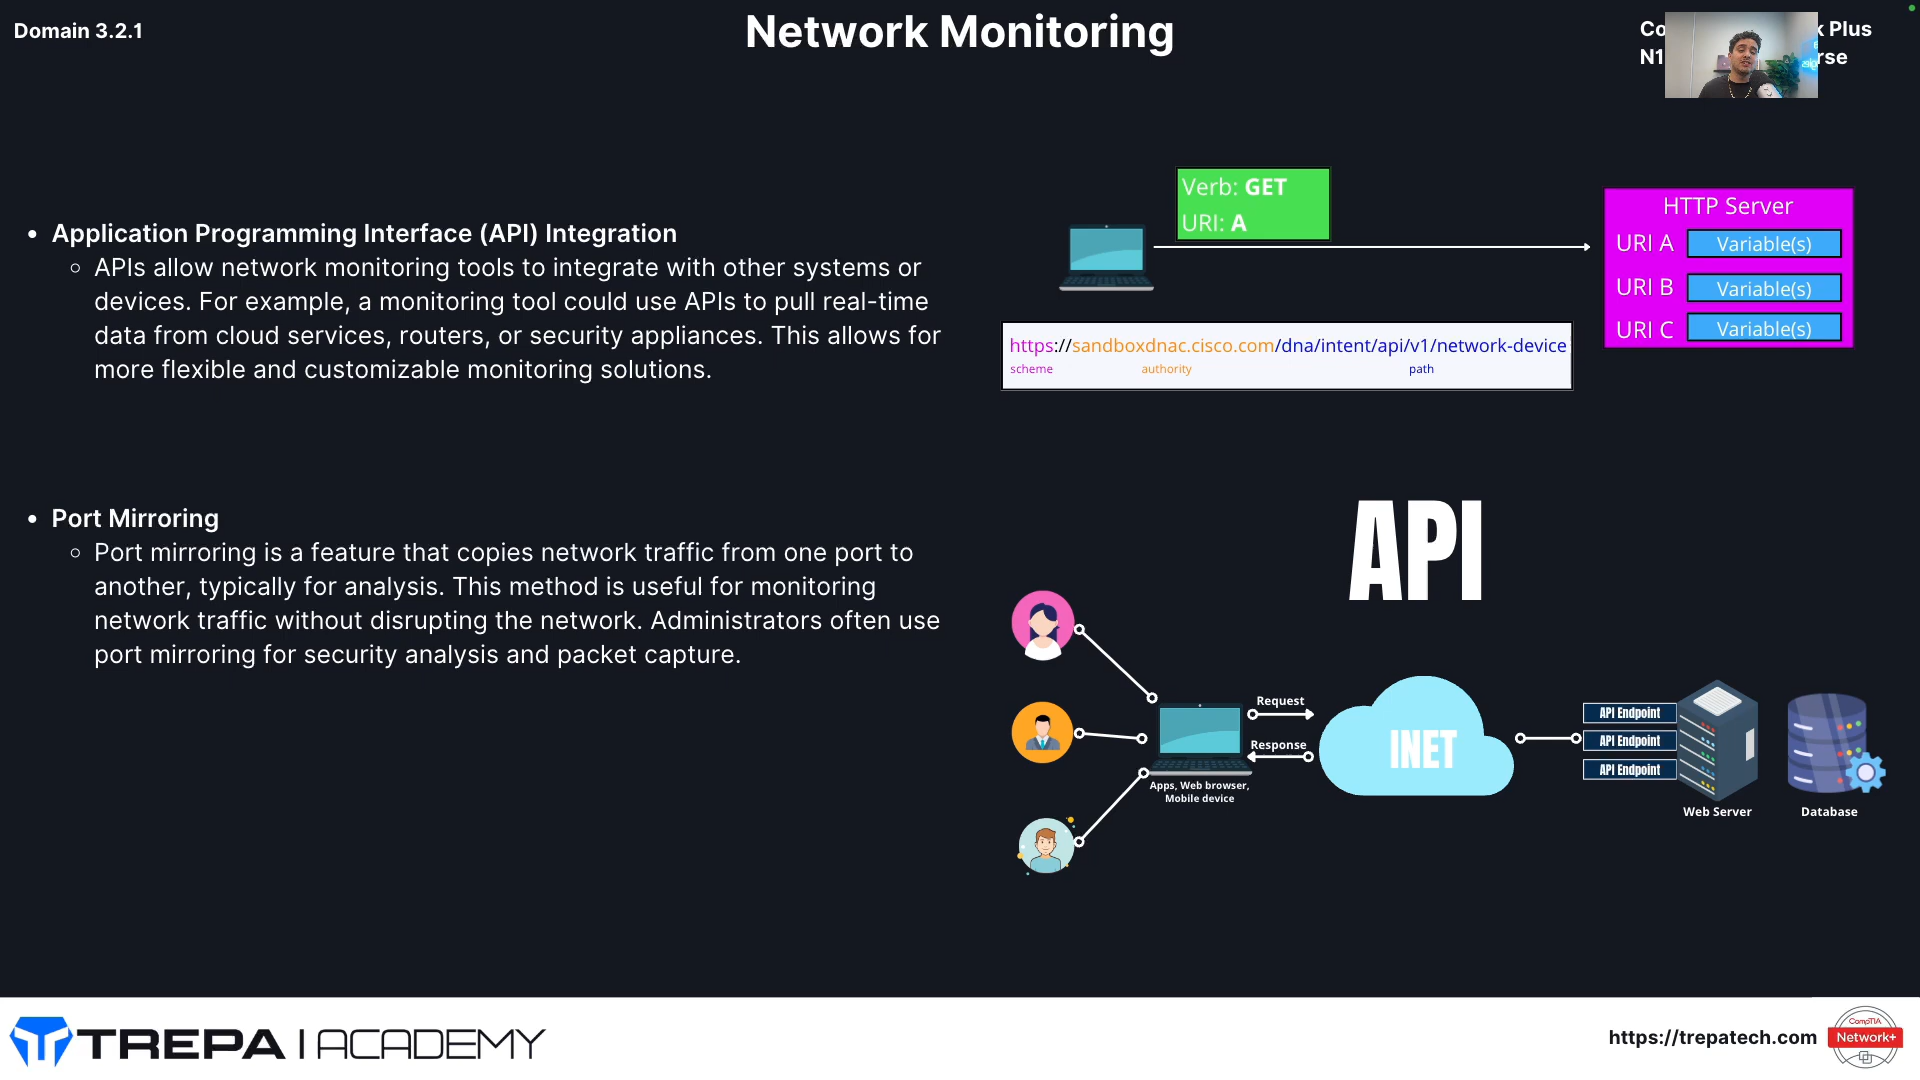 Domain 3.2.1
Network Monitoring
Plus
N1
• Application Programming Interface (API) Integration
◦ APIs allow network monitoring tools to integrate with other systems or
devices. For example, a monitoring tool could use APIs to pull real-time
data from cloud services, routers, or security appliances. This allows for
more flexible and customizable monitoring solutions.
• Port Mirroring
◦ Port mirroring is a feature that copies network traffic from one port to
another, typically for analysis. This method is useful for monitoring
network traffic without disrupting the network. Administrators often use
port mirroring for security analysis and packet capture.
Verb: GET
URI: A
HTTP Server
URI A Variable(s)
URI B Variable(s)
URI C Variable(s)
https://sandboxdnac.cisco.com/dna/intent/api/v1/network-device
scheme authority path
API
Request
Response
Apps, Web browser,
Mobile device
INET
API Endpoint
API Endpoint
API Endpoint
Web Server
Database
TREPA | ACADEMY
https://trepatech.com
CompTIA
Network+